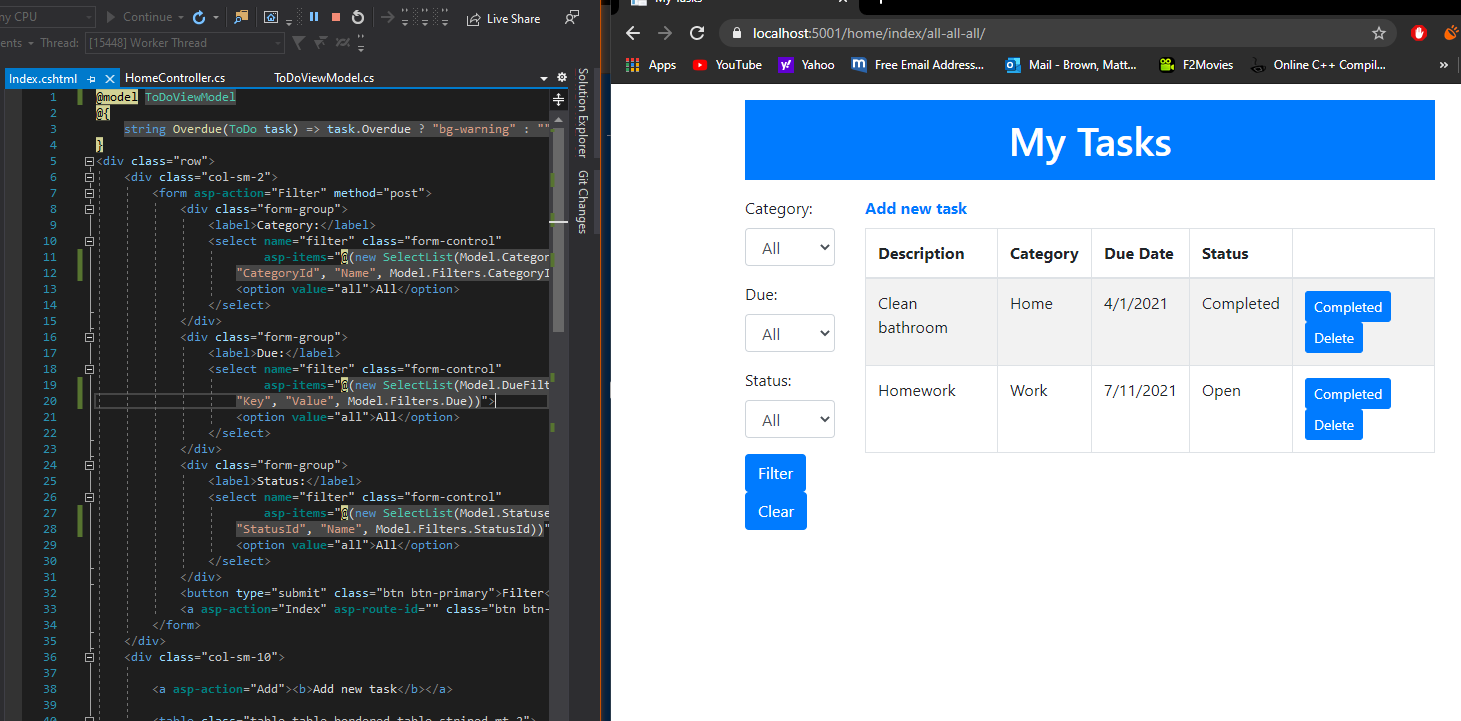 ny CPU Continue Live Share
ents Thread: [15448] Worker Thread
Index.cshtml HomeController.cs ToDoViewModel.cs
1 @model ToDoViewModel
2 @{
3 string Overdue(ToDo task) => task.Overdue ? "bg-warning" : ""
4 }
5 <div class="row">
6 <div class="col-sm-2">
7 <form asp-action="Filter" method="post">
8 <div class="form-group">
9 <label>Category:</label>
10 <select name="filter" class="form-control"
11 asp-items="@(new SelectList(Model.Categor
12 "CategoryId", "Name", Model.Filters.CategoryI
13 <option value="all">All</option>
14 </select>
15 </div>
16 <div class="form-group">
17 <label>Due:</label>
18 <select name="filter" class="form-control"
19 asp-items="@(new SelectList(Model.DueFilt
20 "Key", "Value", Model.Filters.Due))">
21 <option value="all">All</option>
22 </select>
23 </div>
24 <div class="form-group">
25 <label>Status:</label>
26 <select name="filter" class="form-control"
27 asp-items="@(new SelectList(Model.Statuse
28 "StatusId", "Name", Model.Filters.StatusId))"
29 <option value="all">All</option>
30 </select>
31 </div>
32 <button type="submit" class="btn btn-primary">Filter<
33 <a asp-action="Index" asp-route-id="" class="btn btn-
34 </form>
35 </div>
36 <div class="col-sm-10">
37
38 <a asp-action="Add"><b>Add new task</b></a>
39
40 <table class="table table-bordered table-striped mt-2">
Solution Explorer
Git Changes
My Tasks
localhost:5001/home/index/all-all-all/
Apps YouTube Yahoo Free Email Address... Mail - Brown, Matt... F2Movies Online C++ Compil... »
My Tasks
Category:
All
Due:
All
Status:
All
Filter
Clear
Add new task
Description Category Due Date Status
Clean bathroom Home 4/1/2021 Completed Completed
Delete
Homework Work 7/11/2021 Open Completed
Delete